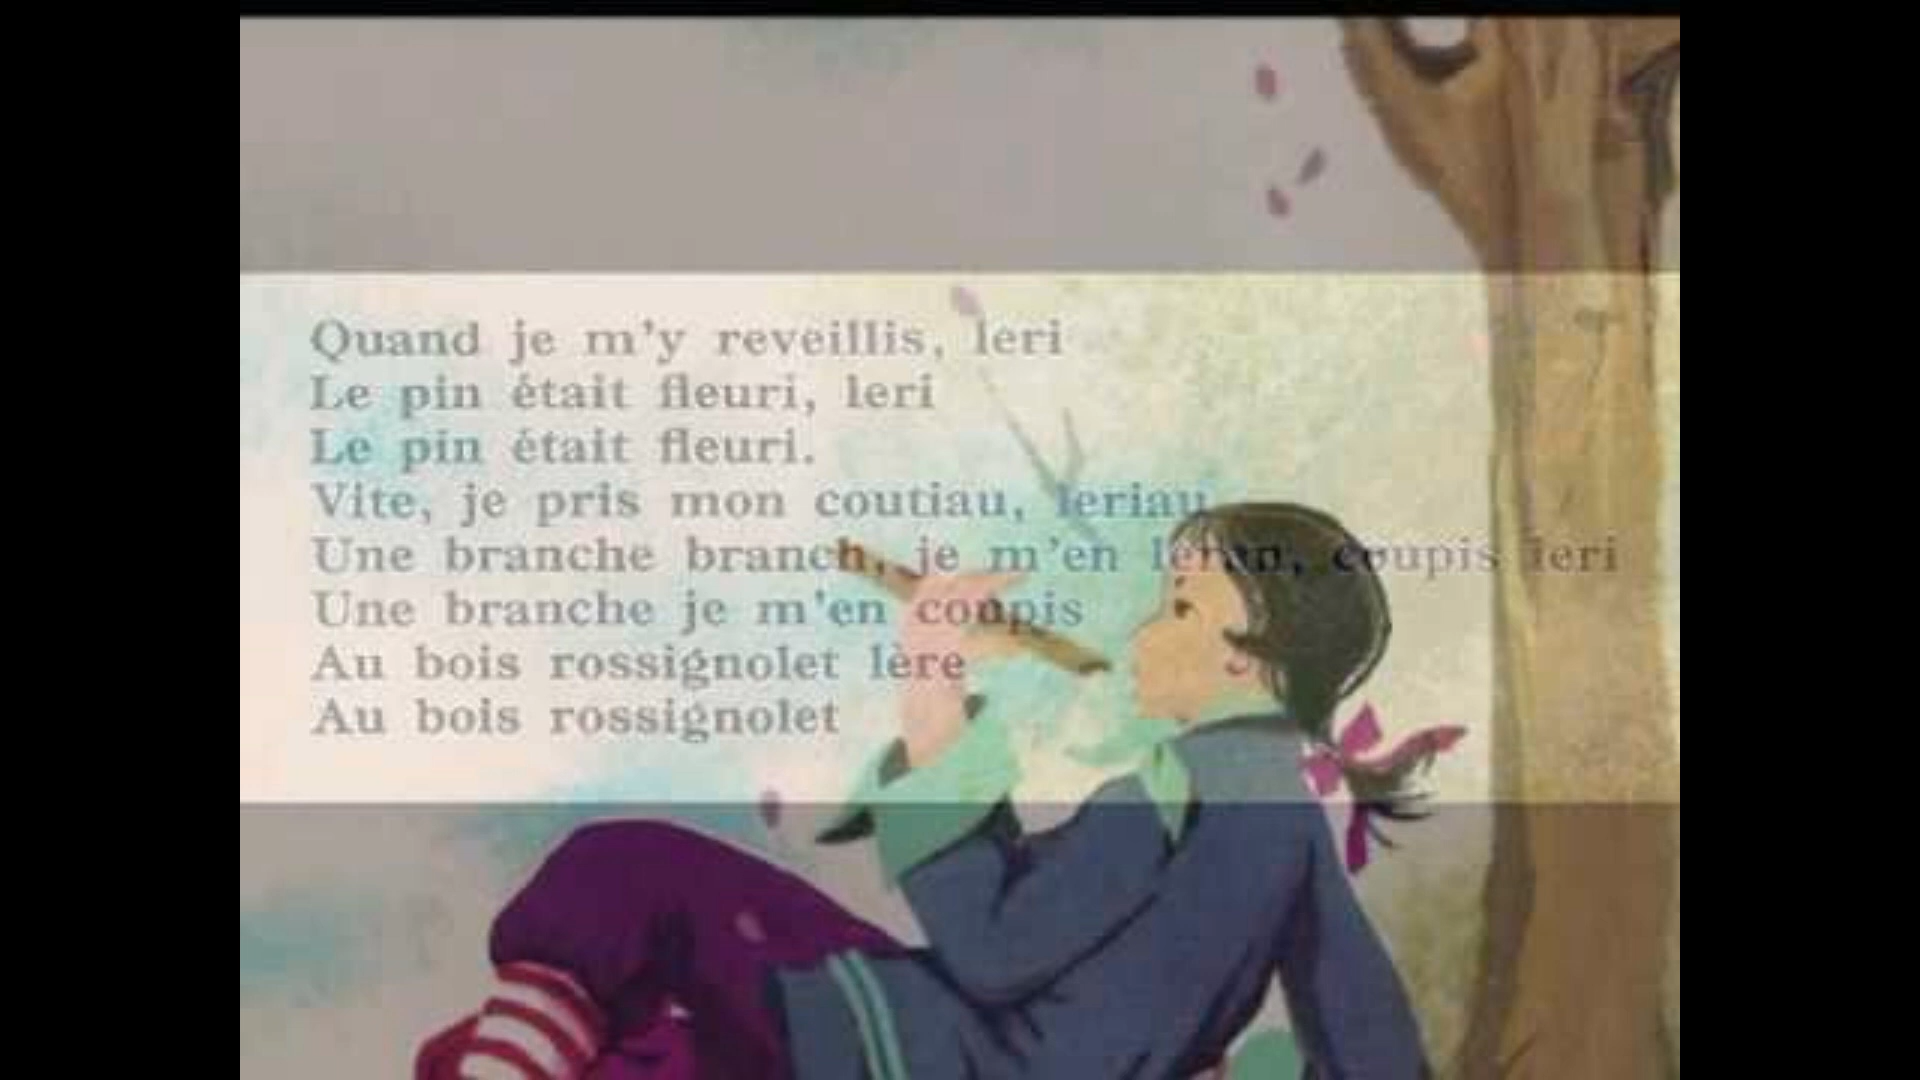 Quand je m'y reveillis, leri
Le pin était fleuri, leri
Le pin était fleuri.
Vite, je pris mon coutiau, leriau
Une branche branch, je m'en leran, coupis leri
Une branche je m'en coupis
Au bois rossignolet lère
Au bois rossignolet